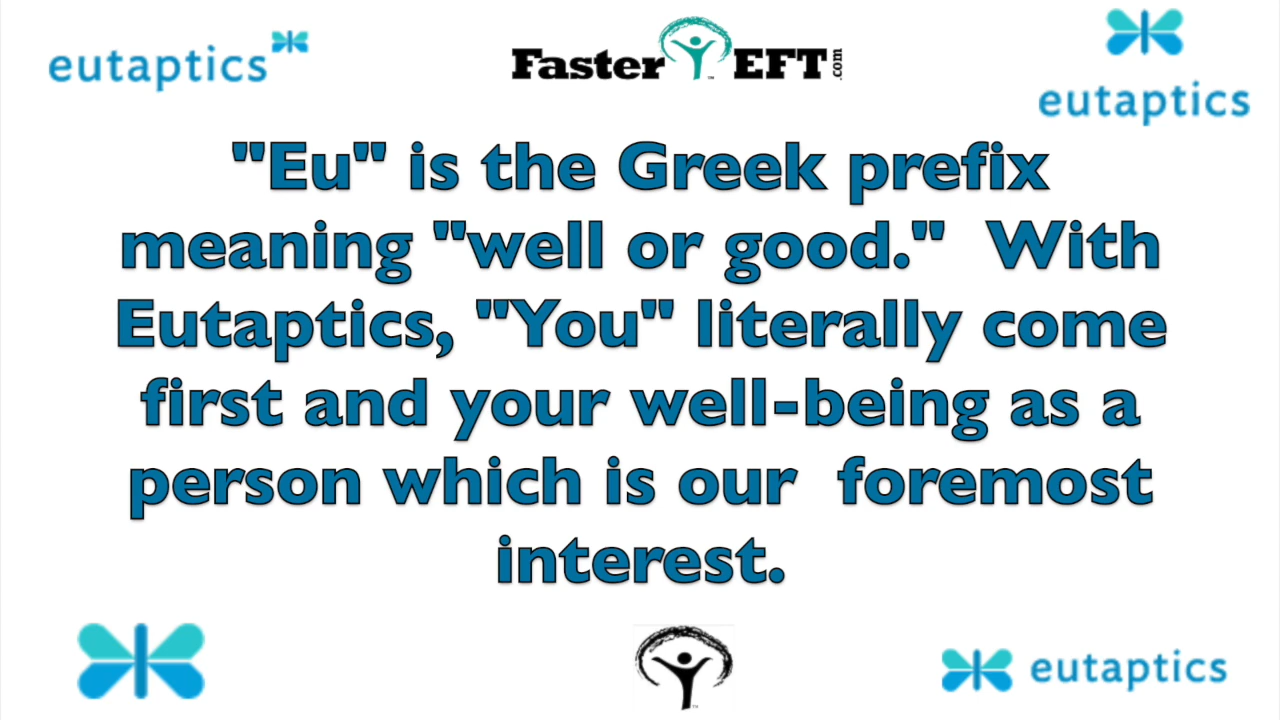 eutaptics
Faster EFT .com
eutaptics
"Eu" is the Greek prefix
meaning "well or good."  With
Eutaptics, "You" literally come
first and your well-being as a
person which is our  foremost
interest.
eutaptics